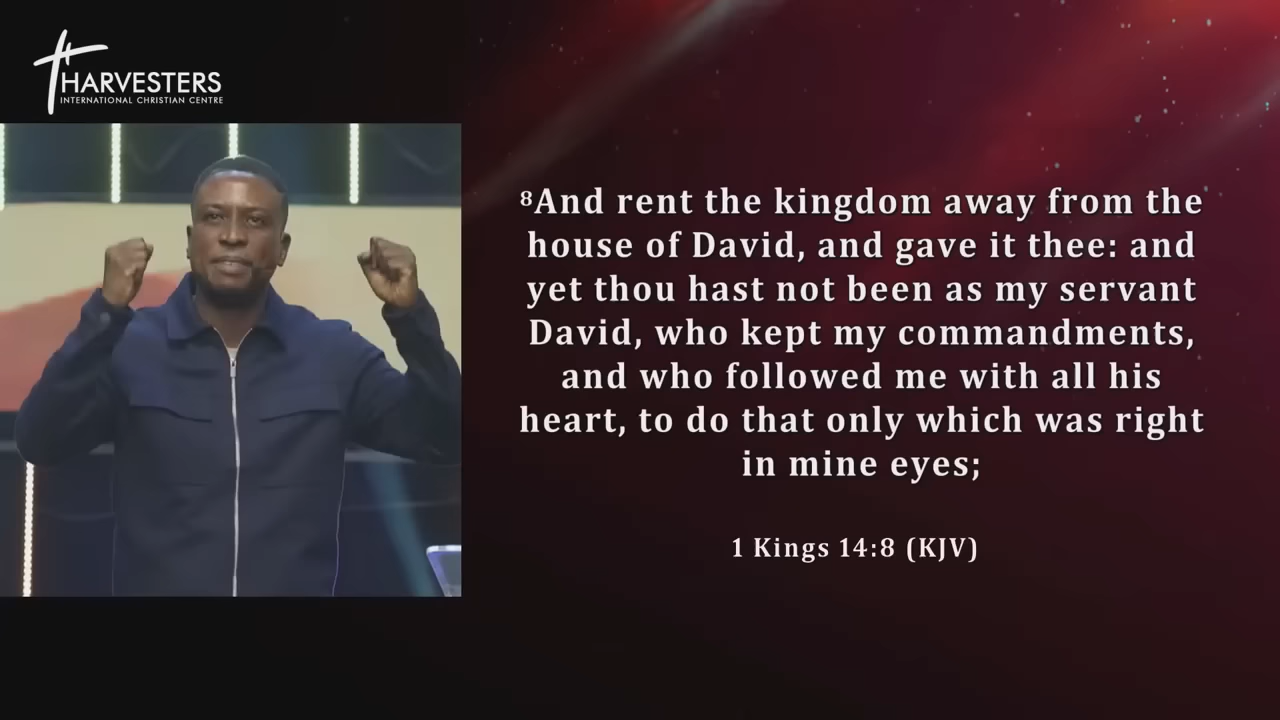 HARVESTERS
INTERNATIONAL CHRISTIAN CENTRE
⁸And rent the kingdom away from the
house of David, and gave it thee: and
yet thou hast not been as my servant
David, who kept my commandments,
and who followed me with all his
heart, to do that only which was right
in mine eyes;
1 Kings 14:8 (KJV)